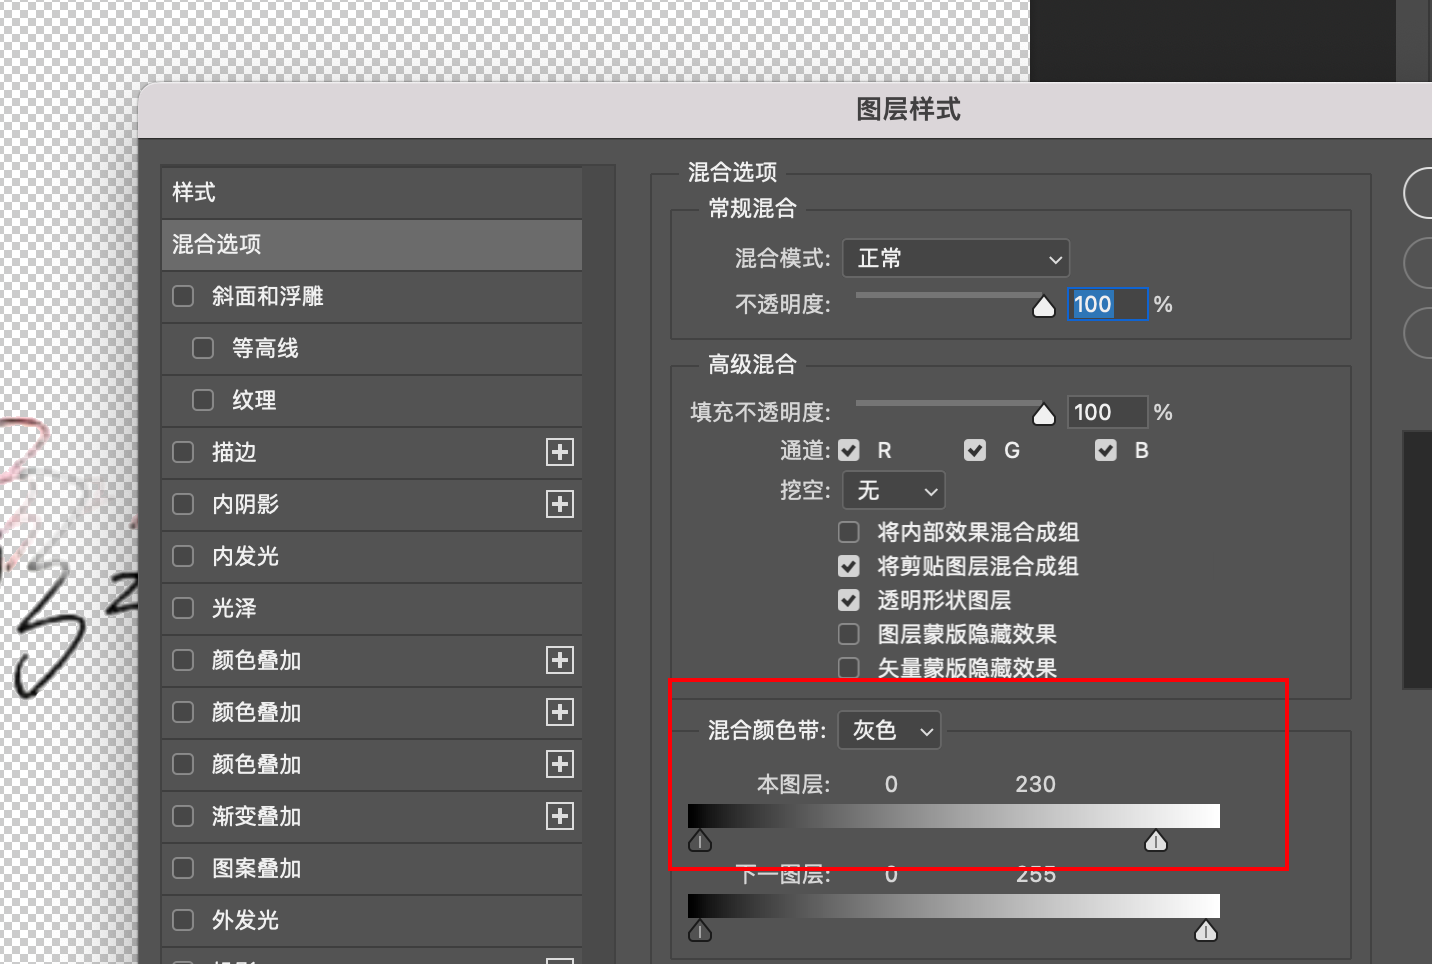 图层样式
样式
混合选项
斜面和浮雕
等高线
纹理
描边
内阴影
内发光
光泽
颜色叠加
颜色叠加
颜色叠加
渐变叠加
图案叠加
外发光
混合选项
常规混合
混合模式: 正常
不透明度: 100 %
高级混合
填充不透明度: 100 %
通道: R G B
挖空: 无
将内部效果混合成组
将剪贴图层混合成组
透明形状图层
图层蒙版隐藏效果
矢量蒙版隐藏效果
混合颜色带: 灰色
本图层: 0 230
下一图层: 0 255